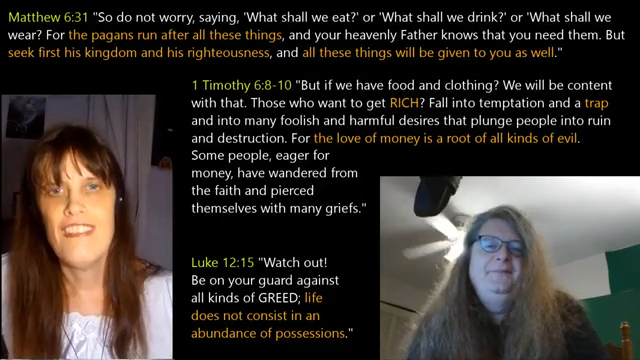 Matthew 6:31 "So do not worry, saying, 'What shall we eat?' or 'What shall we drink?' or 'What shall we
wear? For the pagans run after all these things, and your heavenly Father knows that you need them. But
seek first his kingdom and his righteousness, and all these things will be given to you as well."
1 Timothy 6:8-10 "But if we have food and clothing? We will be content
with that. Those who want to get RICH? Fall into temptation and a trap
and into many foolish and harmful desires that plunge people into ruin
and destruction. For the love of money is a root of all kinds of evil.
Some people, eager for
money, have wandered from
the faith and pierced
themselves with many griefs."
Luke 12:15 "Watch out!
Be on your guard against
all kinds of GREED; life
does not consist in an
abundance of possessions."